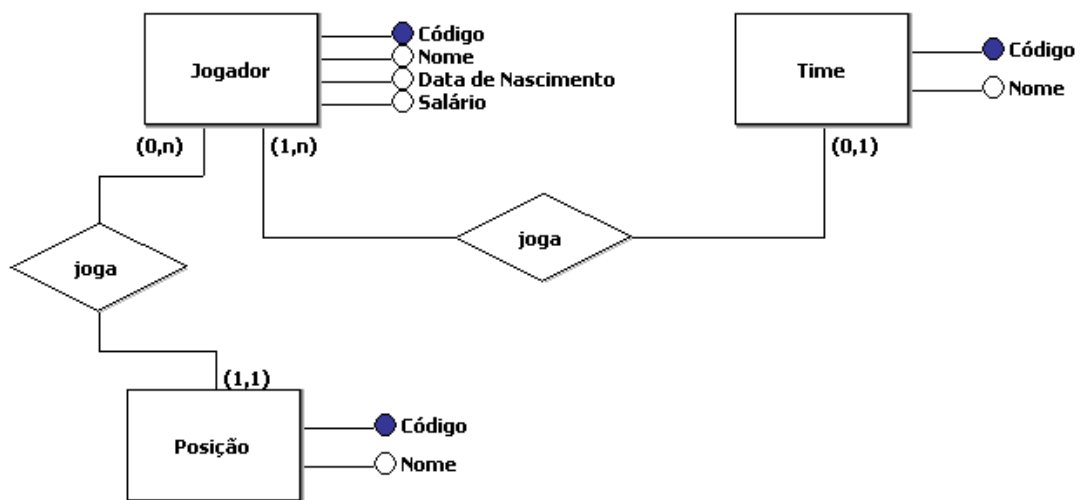 Jogador
Código
Nome
Data de Nascimento
Salário
Time
Código
Nome
(0,n)
(1,n)
(0,1)
joga
joga
(1,1)
Posição
Código
Nome